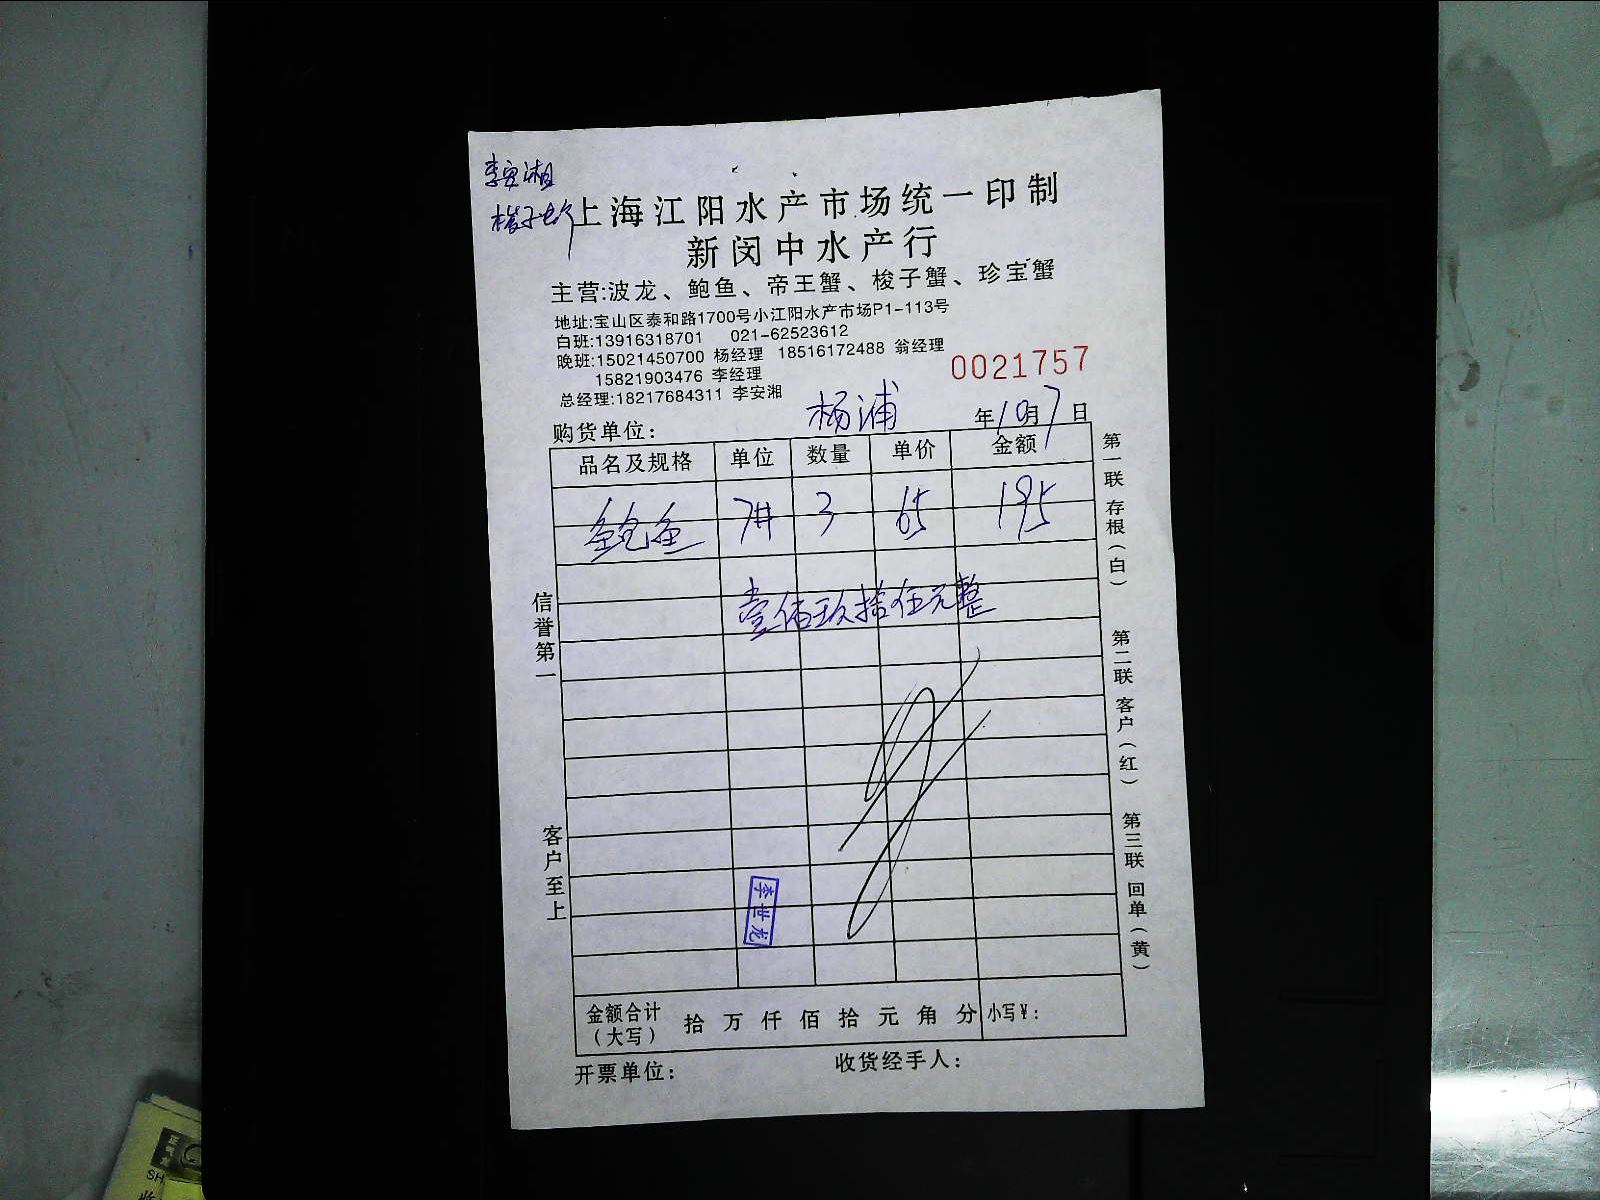 李安湘
梭子蟹
上海江阳水产市场统一印制
新闵中水产行
主营:波龙、鲍鱼、帝王蟹、梭子蟹、珍宝蟹
地址:宝山区泰和路1700号小江阳水产市场P1-113号
白班:13916318701 021-62523612
晚班:15021450700 杨经理 18516172488 翁经理
15821903476 李经理
0021757
总经理:18217684311 李安湘
购货单位: 杨浦 年10月7日
品名及规格 单位 数量 单价 金额
鲍鱼 7# 3 65 195
壹佰玖拾伍元整
信誉第一
客户至上
第一联 存根(白)
第二联 客户(红)
第三联 回单(黄)
李世龙
金额合计(大写) 拾 万 仟 佰 拾 元 角 分 小写¥:
开票单位: 收货经手人:
SH